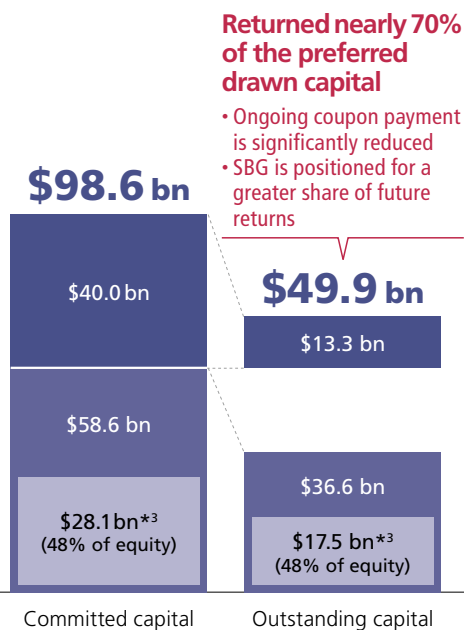 Returned nearly 70%
of the preferred
drawn capital
• Ongoing coupon payment
is significantly reduced
• SBG is positioned for a
greater share of future
returns
$98.6 bn
$40.0 bn
$58.6 bn
$28.1 bn*3
(48% of equity)
Committed capital
$49.9 bn
$13.3 bn
$36.6 bn
$17.5 bn*3
(48% of equity)
Outstanding capital